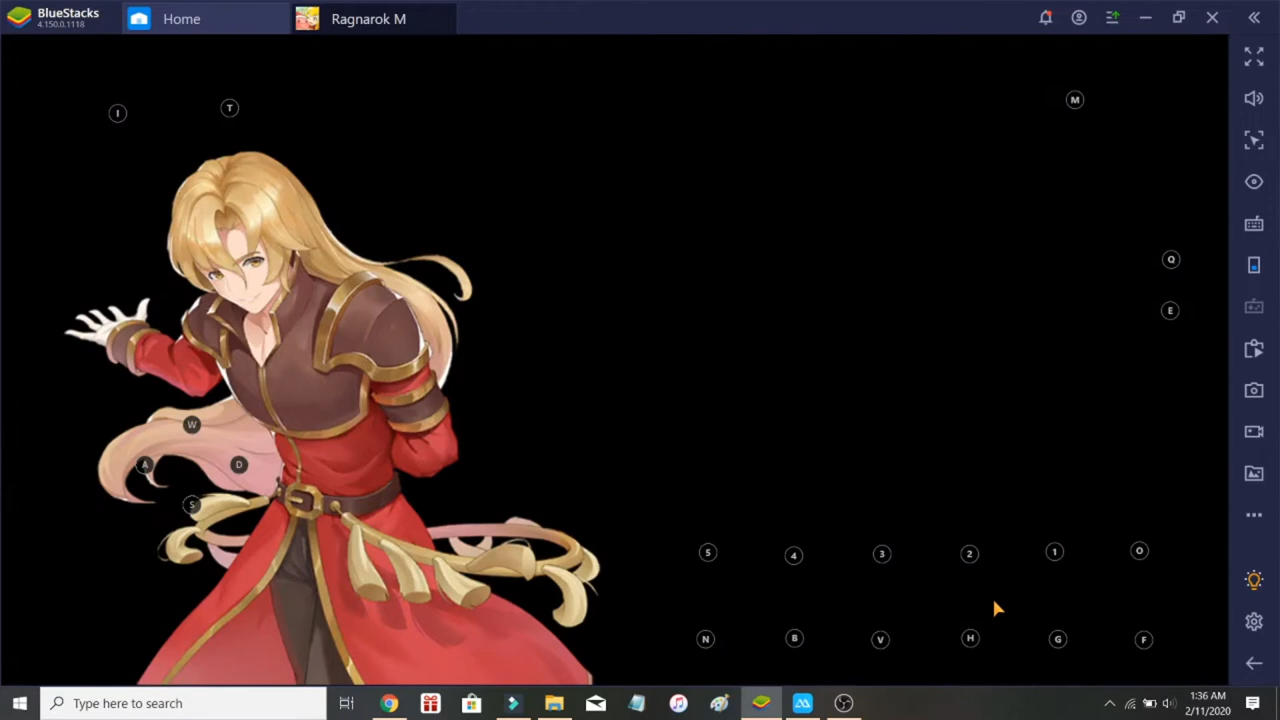 BlueStacks
4.150.0.1118
Home
Ragnarok M
I
T
M
Q
E
W
A
D
S
5
4
3
2
1
O
N
B
V
H
G
F
Type here to search
1:36 AM
2/11/2020